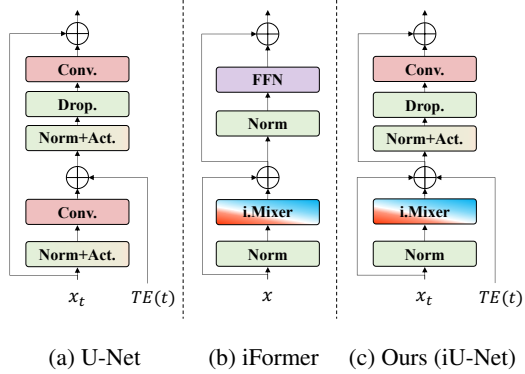 Conv.
Drop.
Norm+Act.
Conv.
Norm+Act.
x_t
TE(t)
(a) U-Net
FFN
Norm
i.Mixer
Norm
x
(b) iFormer
Conv.
Drop.
Norm+Act.
i.Mixer
Norm
x_t
TE(t)
(c) Ours (iU-Net)